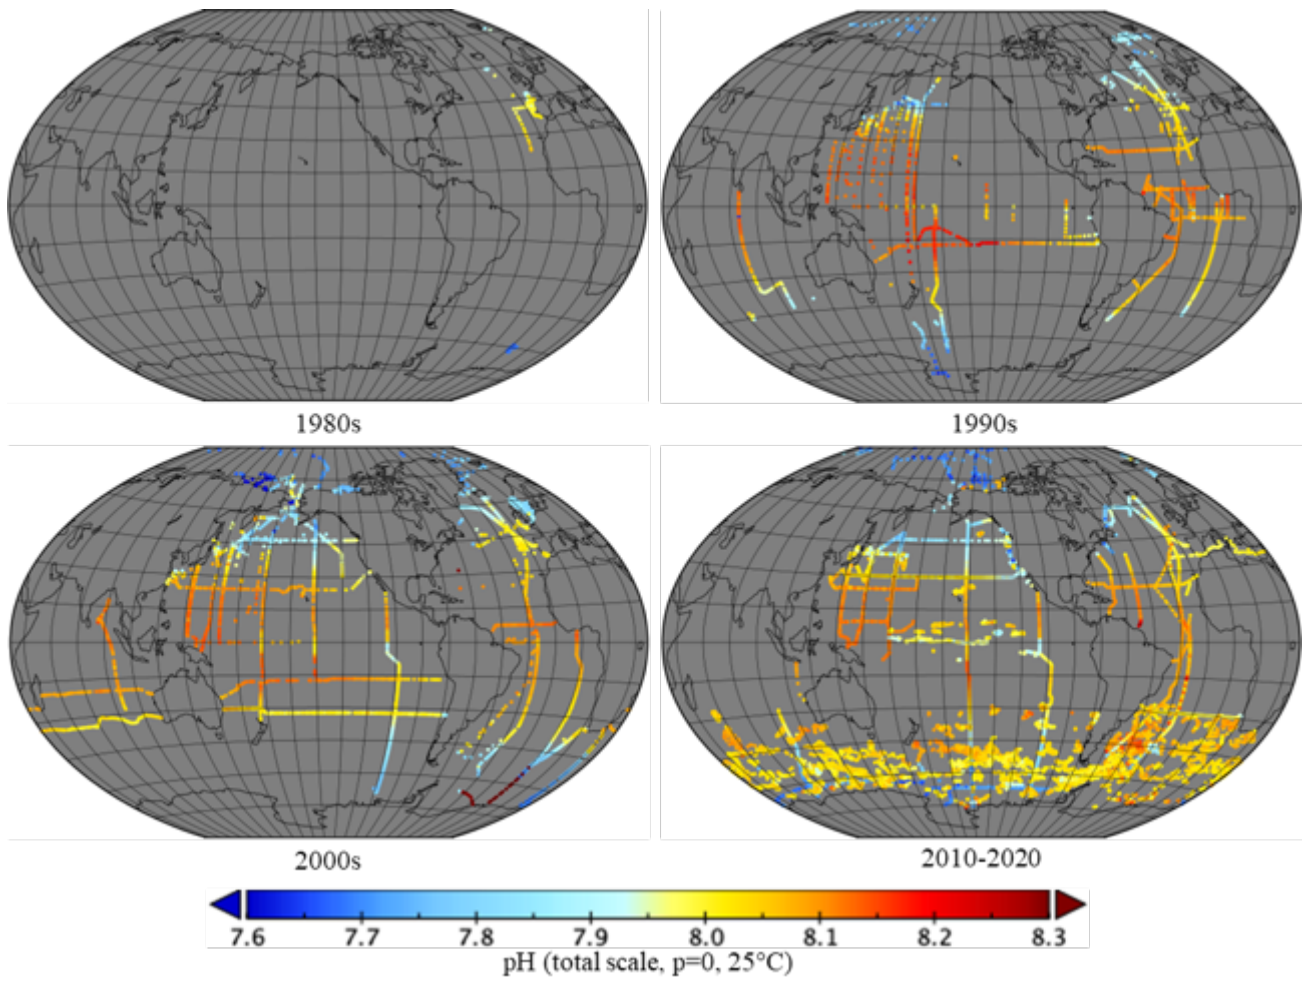 1980s
1990s
2000s
2010-2020
7.6 7.7 7.8 7.9 8.0 8.1 8.2 8.3
pH (total scale, p=0, 25°C)